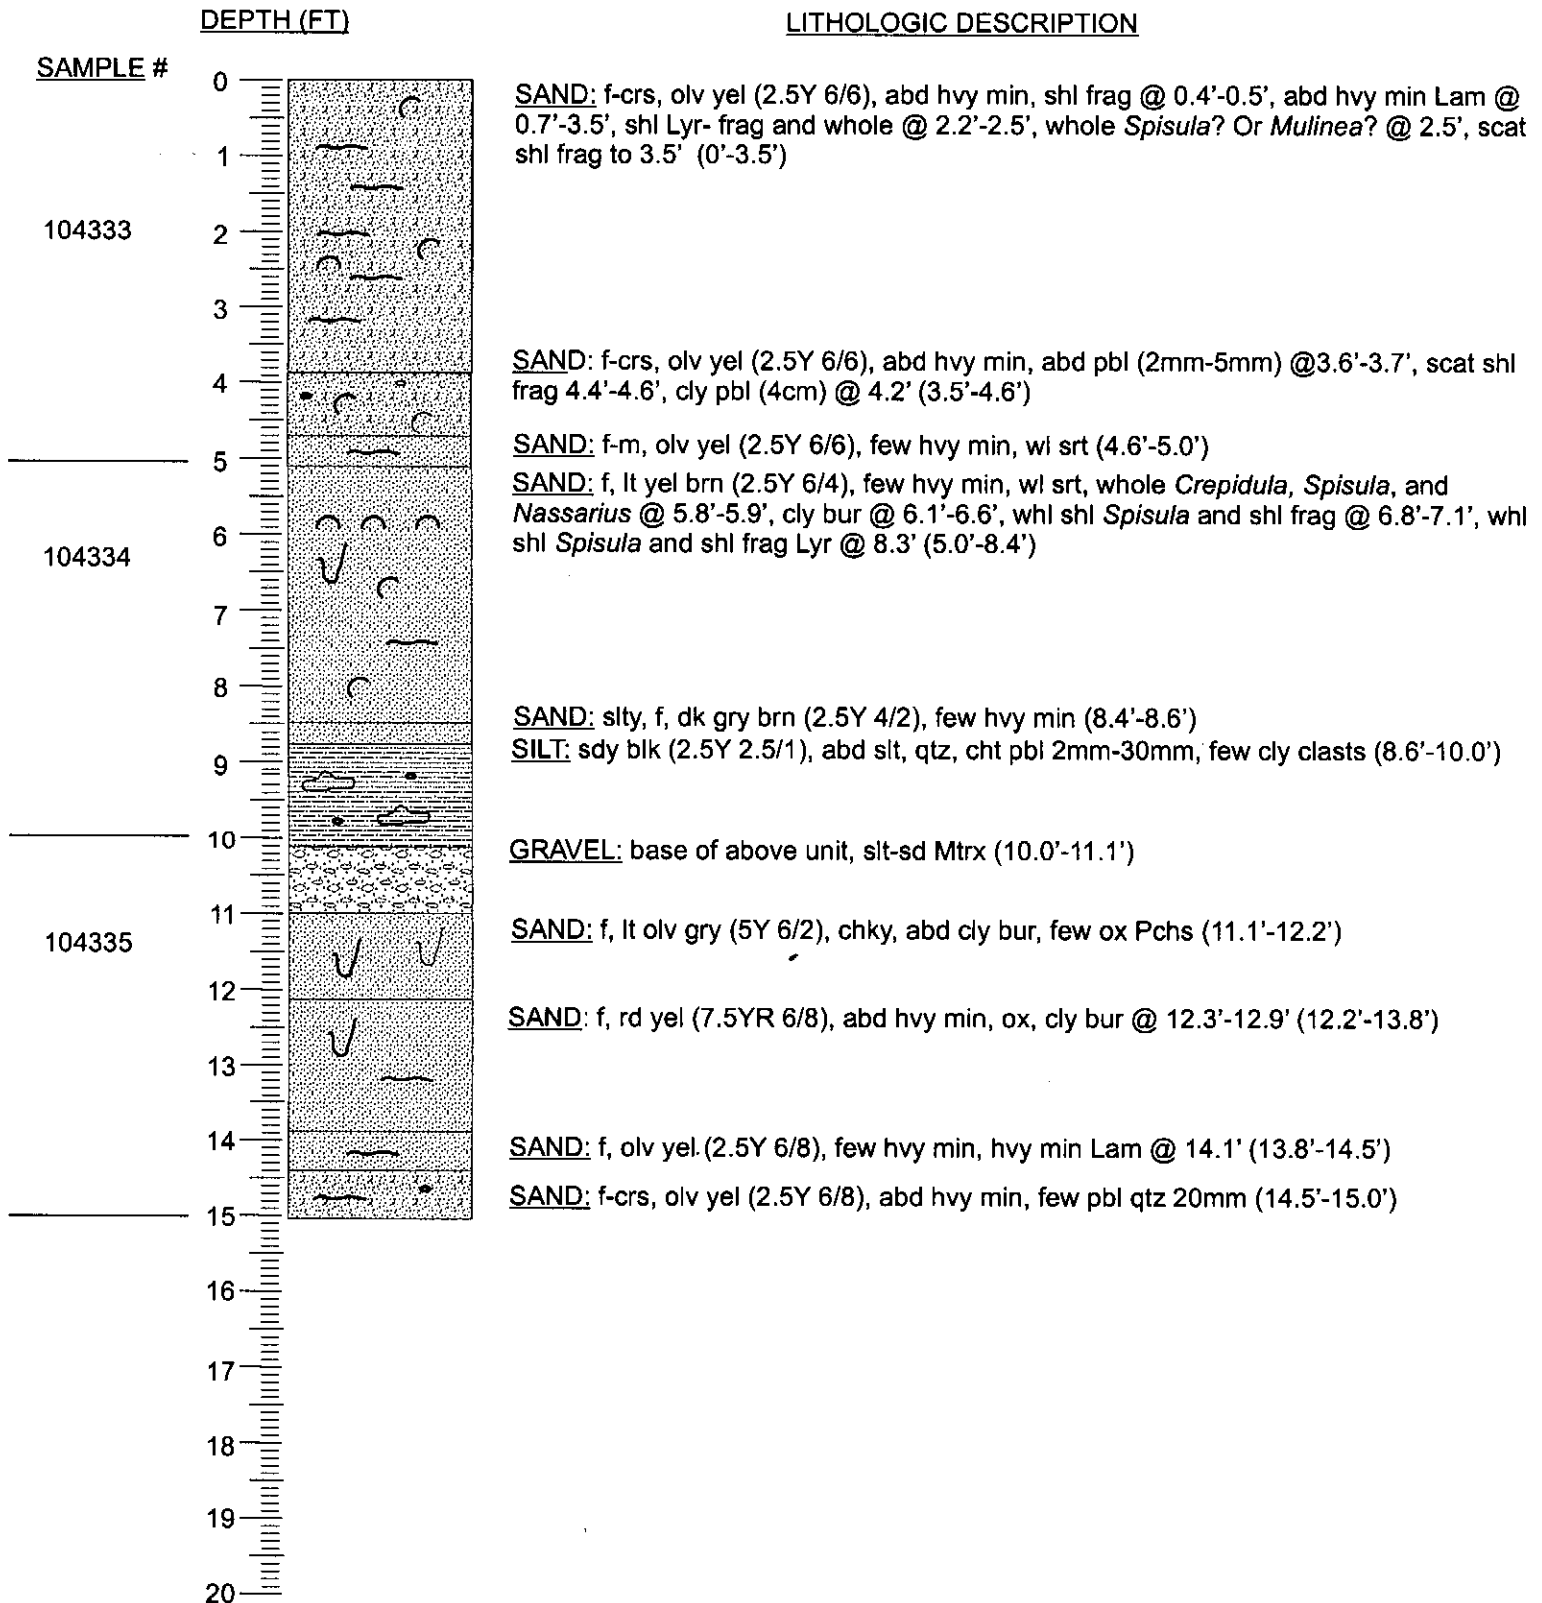 DEPTH (FT)
LITHOLOGIC DESCRIPTION
SAMPLE #
0
SAND: f-crs, olv yel (2.5Y 6/6), abd hvy min, shl frag @ 0.4'-0.5', abd hvy min Lam @
0.7'-3.5', shl Lyr- frag and whole @ 2.2'-2.5', whole Spisula? Or Mulinea? @ 2.5', scat
shl frag to 3.5' (0'-3.5')
1
104333
2
3
SAND: f-crs, olv yel (2.5Y 6/6), abd hvy min, abd pbl (2mm-5mm) @3.6'-3.7', scat shl
frag 4.4'-4.6', cly pbl (4cm) @ 4.2' (3.5'-4.6')
4
SAND: f-m, olv yel (2.5Y 6/6), few hvy min, wl srt (4.6'-5.0')
5
SAND: f, lt yel brn (2.5Y 6/4), few hvy min, wl srt, whole Crepidula, Spisula, and
Nassarius @ 5.8'-5.9', cly bur @ 6.1'-6.6', whl shl Spisula and shl frag @ 6.8'-7.1', whl
shl Spisula and shl frag Lyr @ 8.3' (5.0'-8.4')
6
104334
7
8
SAND: slty, f, dk gry brn (2.5Y 4/2), few hvy min (8.4'-8.6')
SILT: sdy blk (2.5Y 2.5/1), abd slt, qtz, cht pbl 2mm-30mm, few cly clasts (8.6'-10.0')
9
10
GRAVEL: base of above unit, slt-sd Mtrx (10.0'-11.1')
11
SAND: f, lt olv gry (5Y 6/2), chky, abd cly bur, few ox Pchs (11.1'-12.2')
104335
12
SAND: f, rd yel (7.5YR 6/8), abd hvy min, ox, cly bur @ 12.3'-12.9' (12.2'-13.8')
13
14
SAND: f, olv yel (2.5Y 6/8), few hvy min, hvy min Lam @ 14.1' (13.8'-14.5')
SAND: f-crs, olv yel (2.5Y 6/8), abd hvy min, few pbl qtz 20mm (14.5'-15.0')
15
16
17
18
19
20